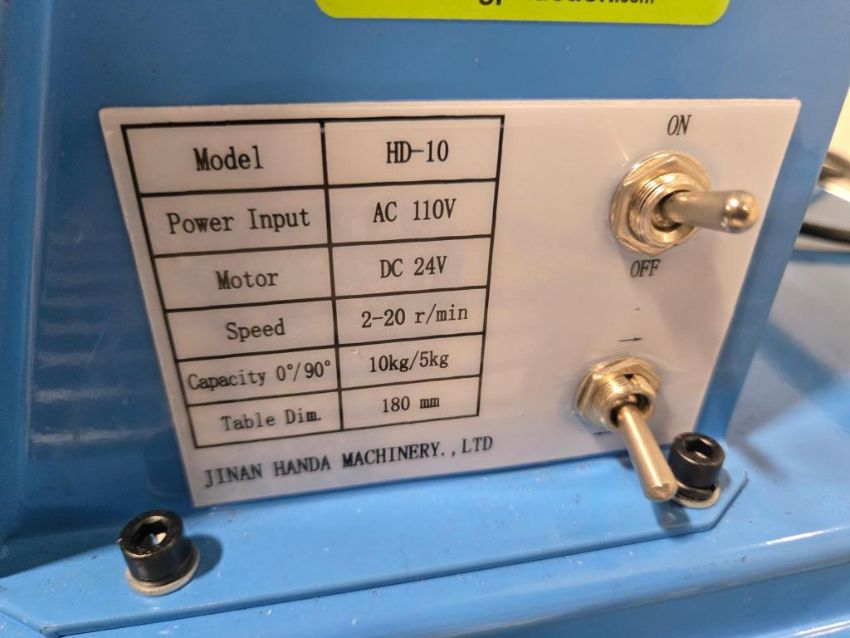 .com
Model HD-10
Power Input AC 110V
Motor DC 24V
Speed 2-20 r/min
Capacity 0°/90° 10kg/5kg
Table Dim. 180 mm
JINAN HANDA MACHINERY.,LTD
ON
OFF
→